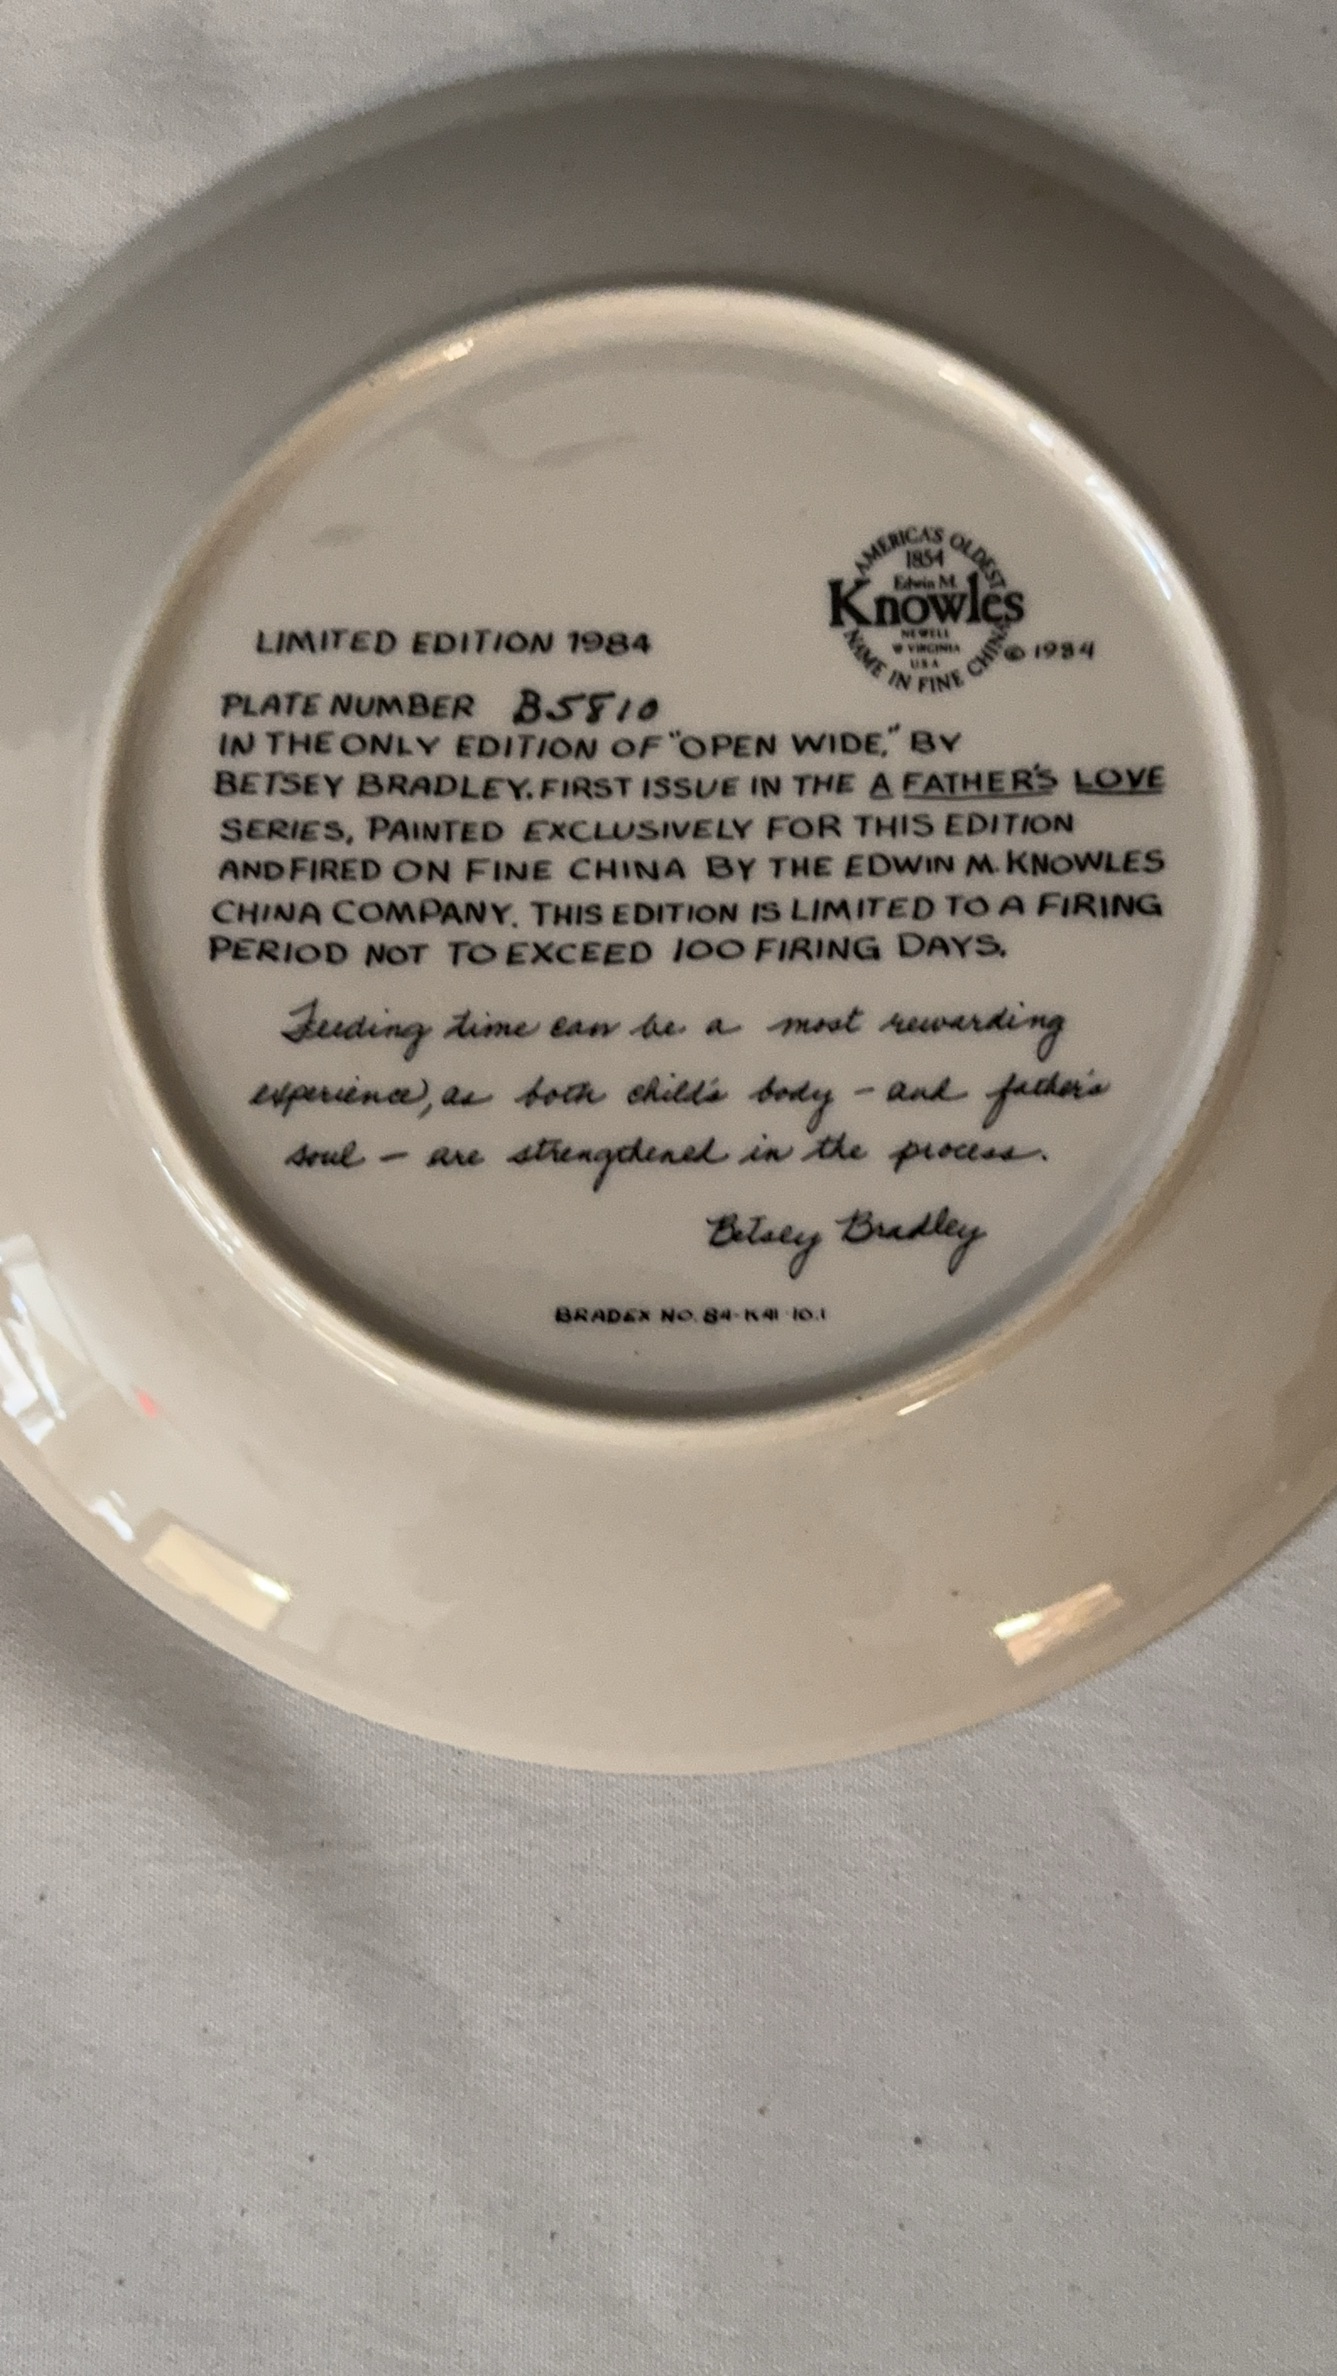 AMERICA'S OLDEST
1854
Edwin M.
Knowles
NEWELL
W VIRGINIA
U.S.A
NAME IN FINE CHINA
© 1984
LIMITED EDITION 1984
PLATE NUMBER B5810
IN THE ONLY EDITION OF "OPEN WIDE," BY
BETSEY BRADLEY. FIRST ISSUE IN THE A FATHER'S LOVE
SERIES, PAINTED EXCLUSIVELY FOR THIS EDITION
AND FIRED ON FINE CHINA BY THE EDWIN M. KNOWLES
CHINA COMPANY. THIS EDITION IS LIMITED TO A FIRING
PERIOD NOT TO EXCEED 100 FIRING DAYS.
Feeding time can be a most rewarding
experience, as both child's body - and father's
soul - are strengthened in the process.
Betsey Bradley
BRADEX NO. 84-K41-10.1